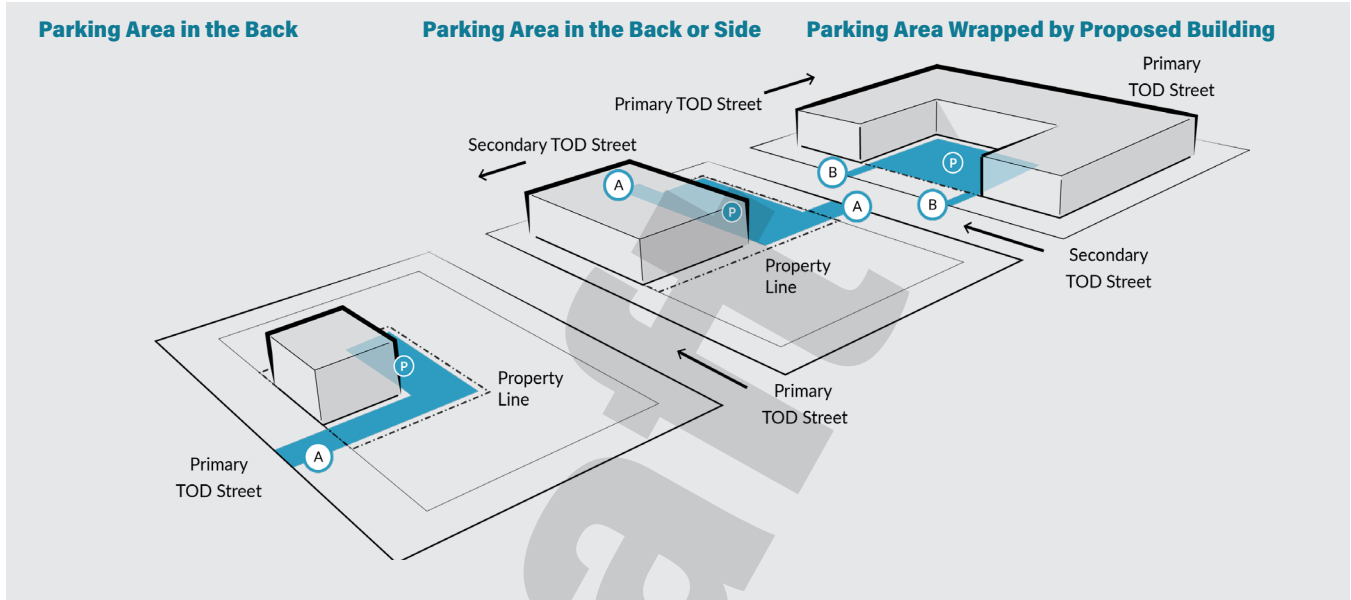 Parking Area in the Back
Parking Area in the Back or Side
Parking Area Wrapped by Proposed Building
Primary
TOD Street
Primary TOD Street
Secondary TOD Street
P
B
A
P
A
B
Secondary
TOD Street
Property
Line
P
Property
Line
Primary
TOD Street
A
Primary
TOD Street